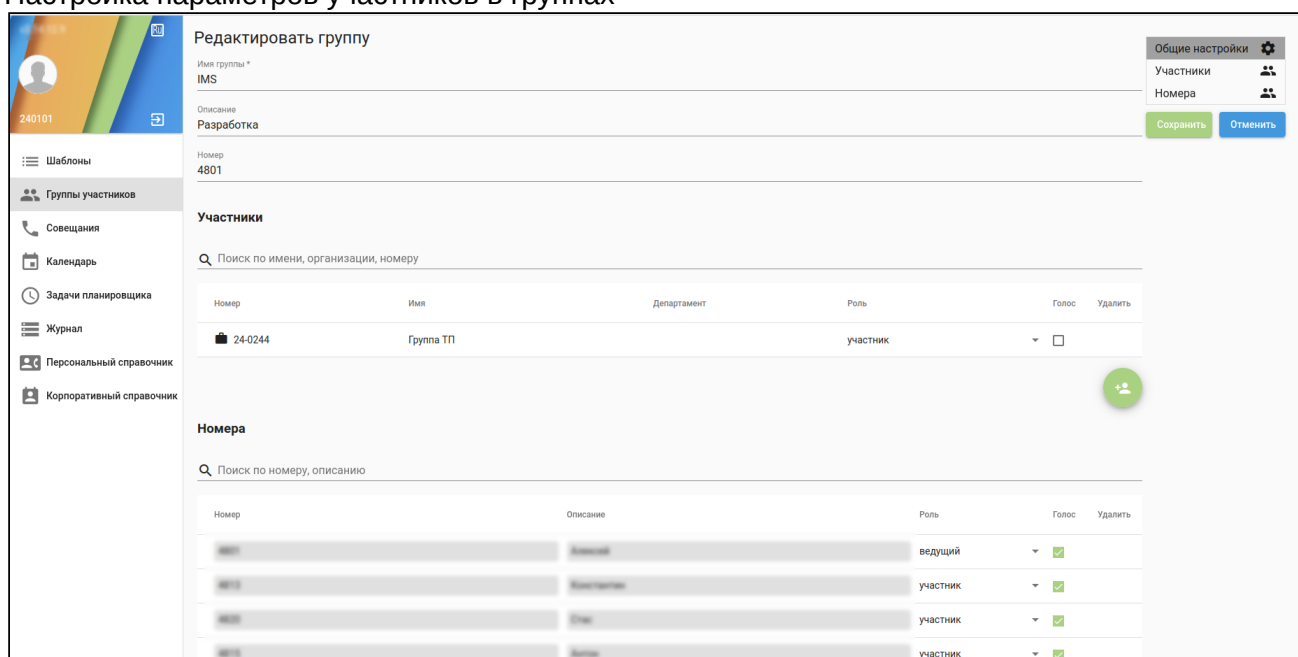 Настройка параметров участников в группах
RU
240101
Шаблоны
Группы участников
Совещания
Календарь
Задачи планировщика
Журнал
Персональный справочник
Корпоративный справочник
Редактировать группу
Имя группы *
IMS
Описание
Разработка
Номер
4801
Участники
Поиск по имени, организации, номеру
Номер Имя Департамент Роль Голос Удалить
24-0244 Группа ТП участник
Номера
Поиск по номеру, описанию
Номер Описание Роль Голос Удалить
ведущий
участник
участник
участник
Общие настройки
Участники
Номера
Сохранить Отменить